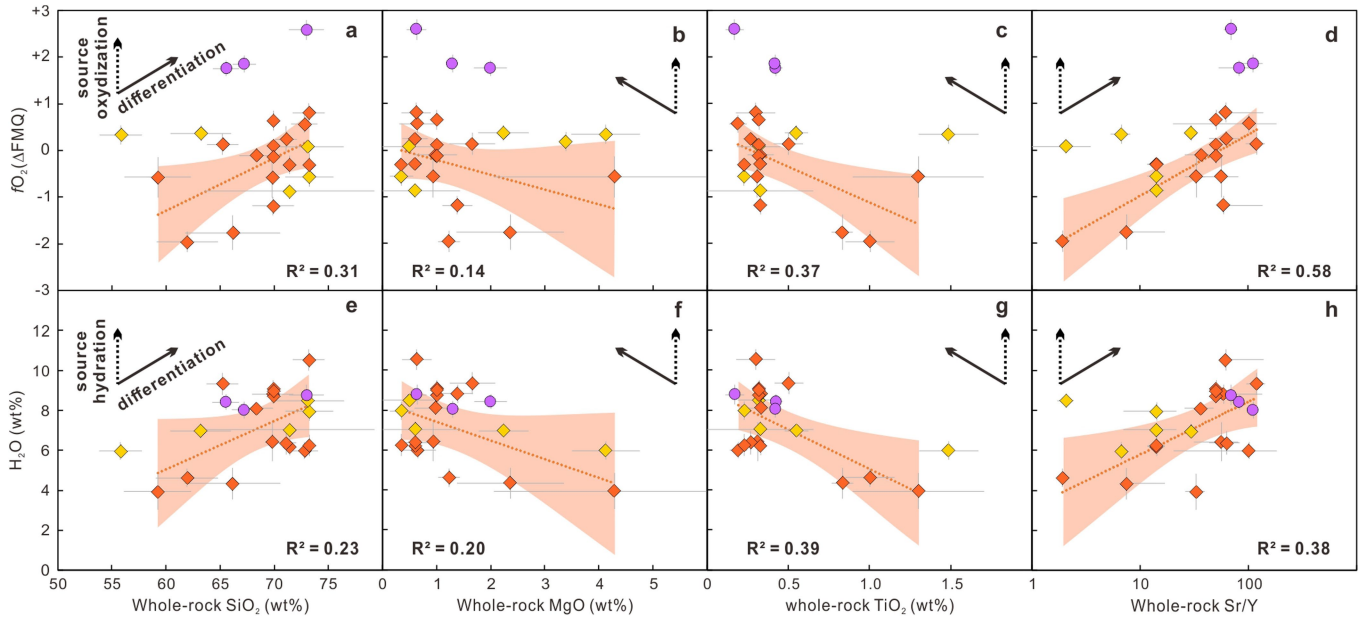 +3
+2
+1
0
-1
-2
-3
fO₂(ΔFMQ)
source
oxydization
differentiation
a
R² = 0.31
b
R² = 0.14
c
R² = 0.37
d
R² = 0.58
12
10
8
6
4
2
0
H₂O (wt%)
source
hydration
differentiation
e
R² = 0.23
f
R² = 0.20
g
R² = 0.39
h
R² = 0.38
50 55 60 65 70 75
0 1 2 3 4 5
0 0.5 1.0 1.5
1 10 100
Whole-rock SiO₂ (wt%)
Whole-rock MgO (wt%)
whole-rock TiO₂ (wt%)
Whole-rock Sr/Y